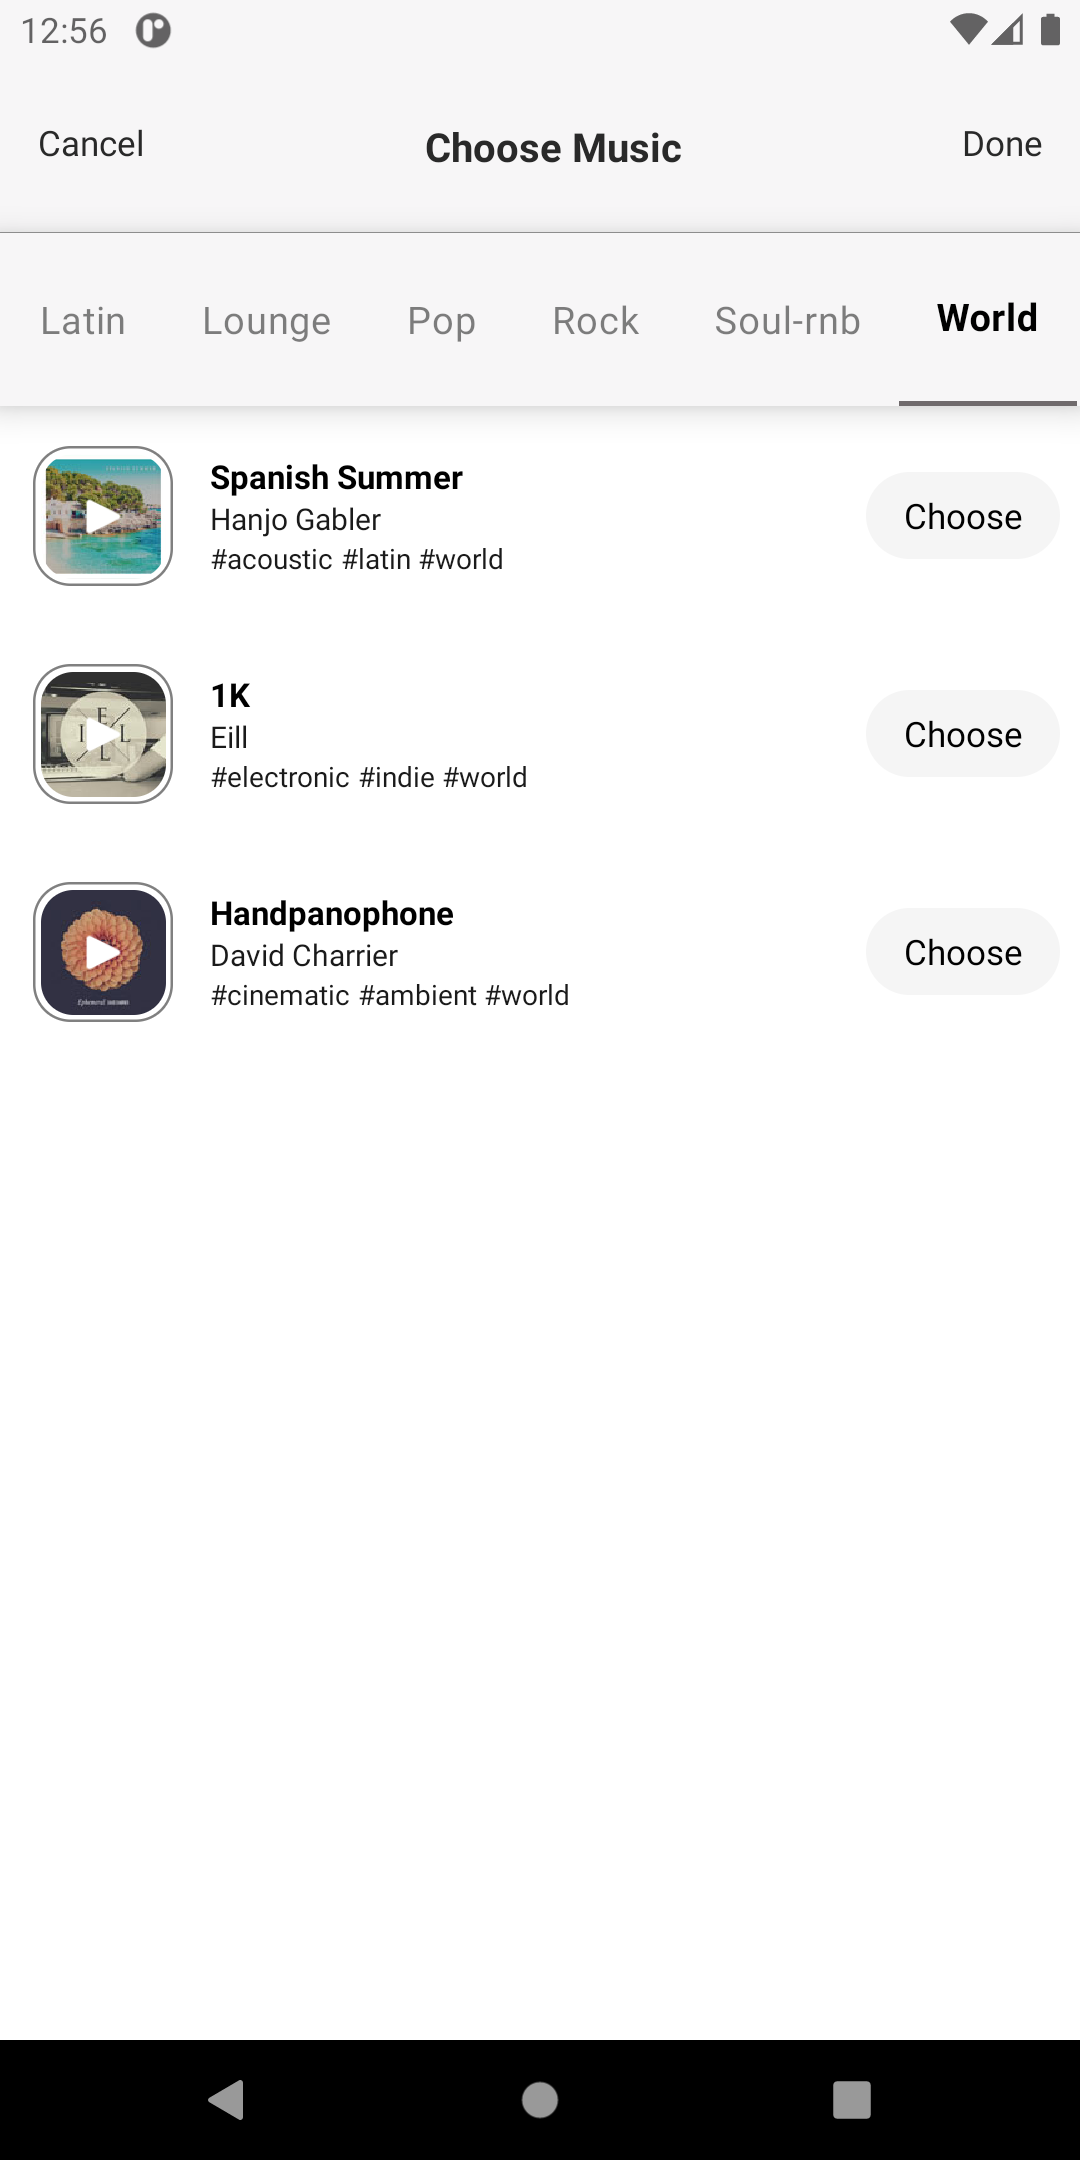 12:56
Cancel Choose Music Done
Latin Lounge Pop Rock Soul-rnb World
Spanish Summer
Hanjo Gabler
#acoustic #latin #world
Choose
1K
Eill
#electronic #indie #world
Choose
Handpanophone
David Charrier
#cinematic #ambient #world
Choose